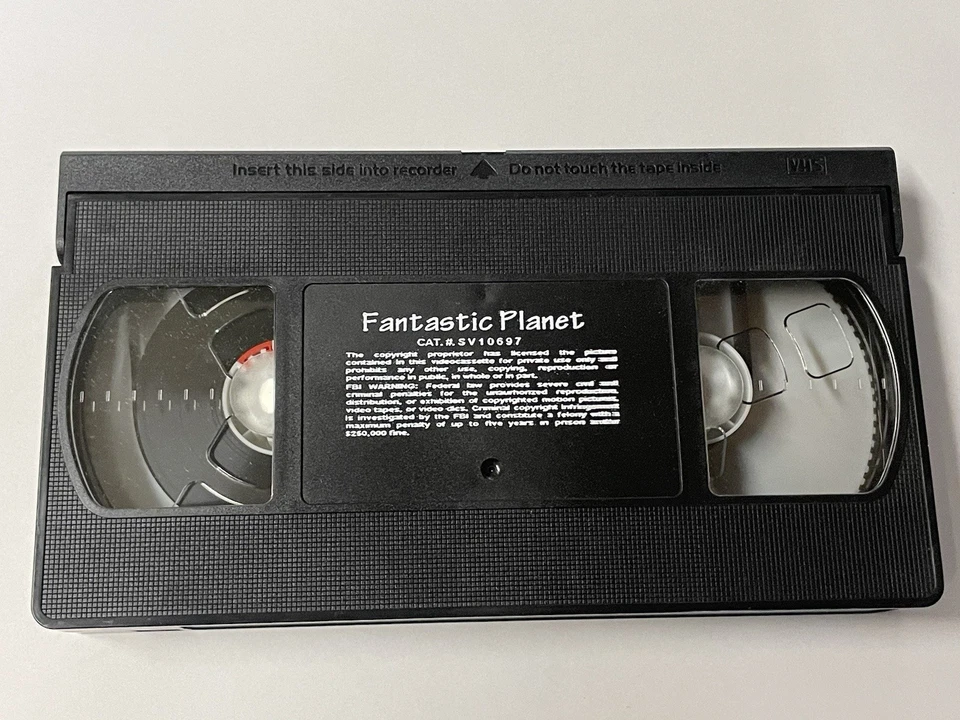 Insert this side into recorder Do not touch the tape inside VHS
Fantastic Planet
CAT. #. SV10697
The copyright proprietor has licensed the picture
contained in this videocassette for private use only and
prohibits any other use, copying, reproduction or
performance in public, in whole or in part.
FBI WARNING: Federal law provides severe civil and
criminal penalties for the unauthorized reproduction,
distribution, or exhibition of copyrighted motion pictures,
video tapes, or video discs. Criminal copyright infringement
is investigated by the FBI and constitute a felony with a
maximum penalty of up to five years in prison and/or
$250,000 fine.